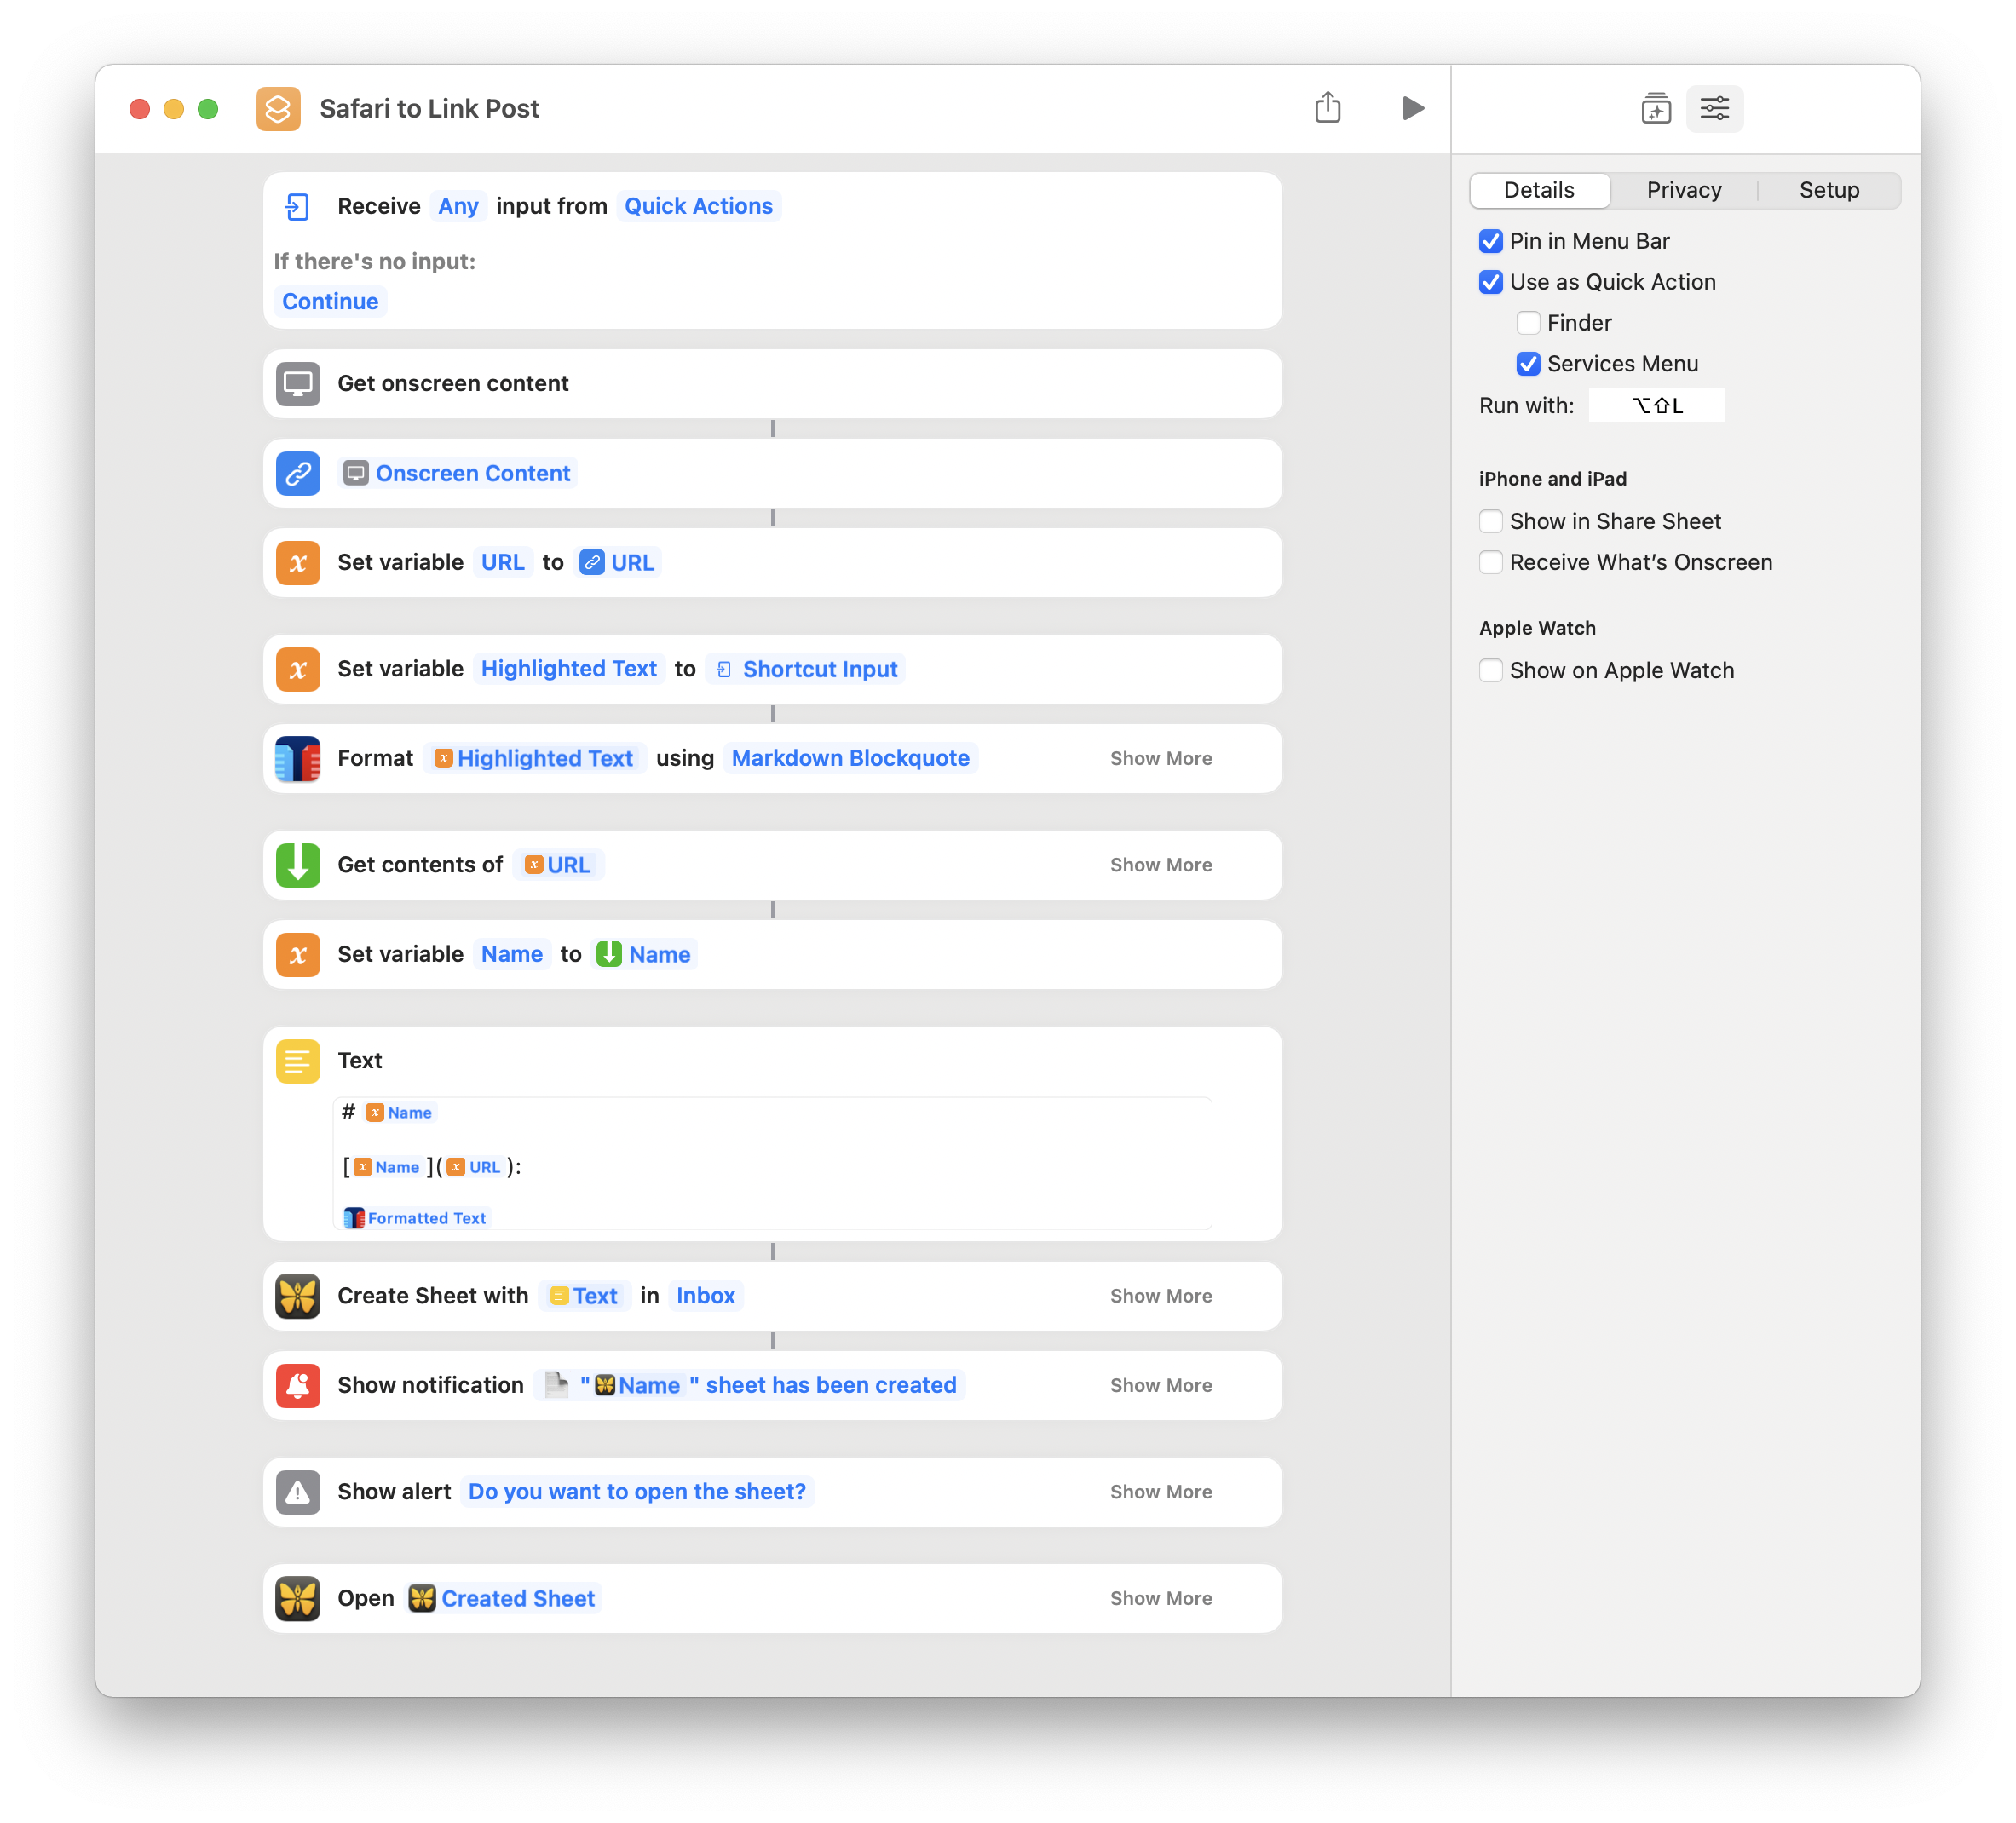 Safari to Link Post
Receive Any input from Quick Actions
If there's no input:
Continue
Get onscreen content
Onscreen Content
Set variable URL to URL
Set variable Highlighted Text to Shortcut Input
Format Highlighted Text using Markdown Blockquote Show More
Get contents of URL Show More
Set variable Name to Name
Text
# Name
[Name](URL):
Formatted Text
Create Sheet with Text in Inbox Show More
Show notification "Name" sheet has been created Show More
Show alert Do you want to open the sheet? Show More
Open Created Sheet Show More
Details Privacy Setup
Pin in Menu Bar
Use as Quick Action
Finder
Services Menu
Run with: ⌥⇧L
iPhone and iPad
Show in Share Sheet
Receive What’s Onscreen
Apple Watch
Show on Apple Watch